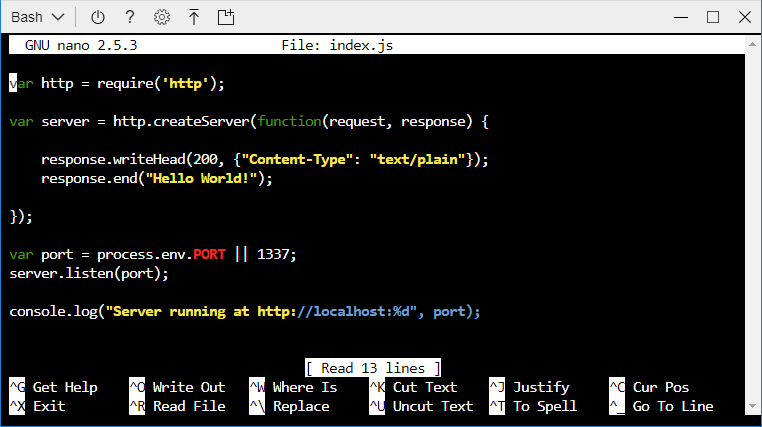 Bash
GNU nano 2.5.3 File: index.js
var http = require('http');
var server = http.createServer(function(request, response) {
    response.writeHead(200, {"Content-Type": "text/plain"});
    response.end("Hello World!");
});
var port = process.env.PORT || 1337;
server.listen(port);
console.log("Server running at http://localhost:%d", port);
[ Read 13 lines ]
^G Get Help ^O Write Out ^W Where Is ^K Cut Text ^J Justify ^C Cur Pos
^X Exit ^R Read File ^\ Replace ^U Uncut Text ^T To Spell ^_ Go To Line